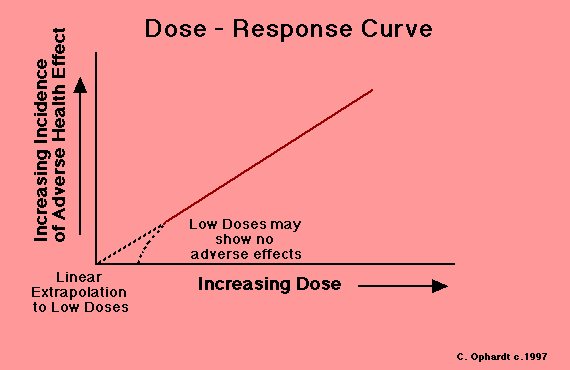 Dose - Response Curve
Increasing Incidence
of Adverse Health Effect
Low Doses may
show no
adverse effects
Linear
Extrapolation
to Low Doses
Increasing Dose
C. Ophardt c.1997